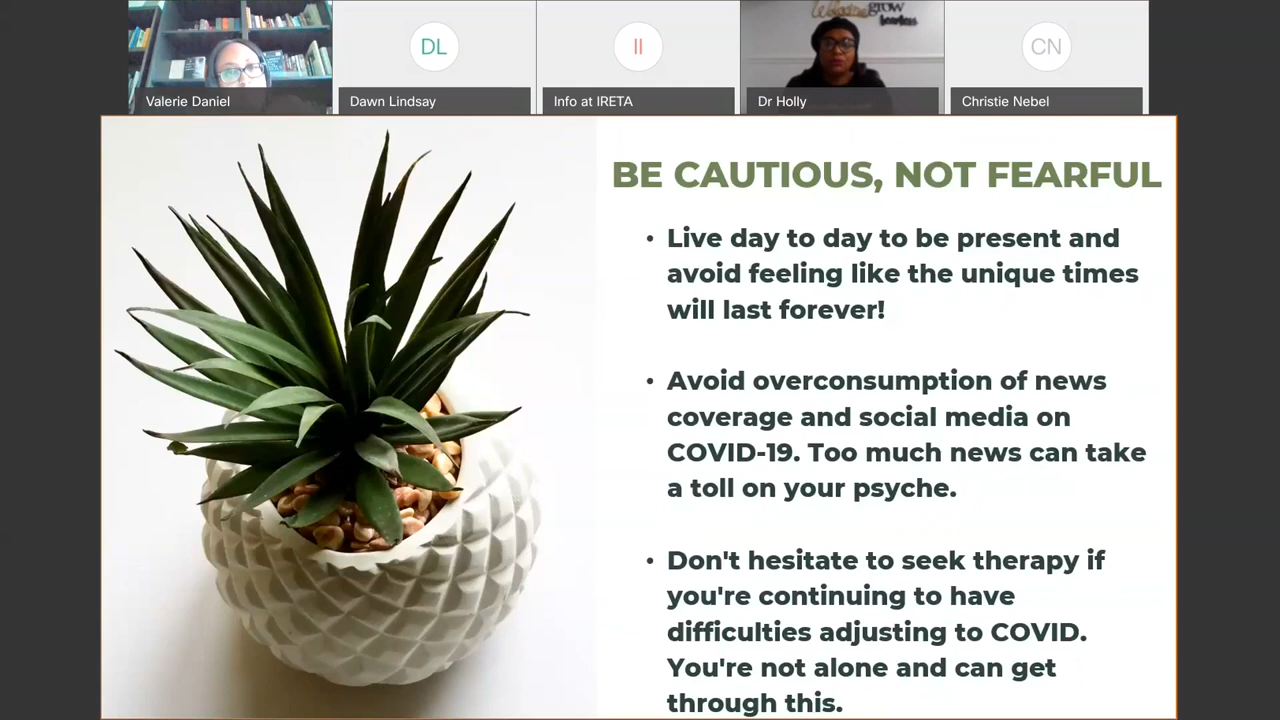 Welcome
grow
fearless
DL
II
CN
Valerie Daniel
Dawn Lindsay
Info at IRETA
Dr Holly
Christie Nebel
BE CAUTIOUS, NOT FEARFUL
• Live day to day to be present and
avoid feeling like the unique times
will last forever!
• Avoid overconsumption of news
coverage and social media on
COVID-19. Too much news can take
a toll on your psyche.
• Don't hesitate to seek therapy if
you're continuing to have
difficulties adjusting to COVID.
You're not alone and can get
through this.